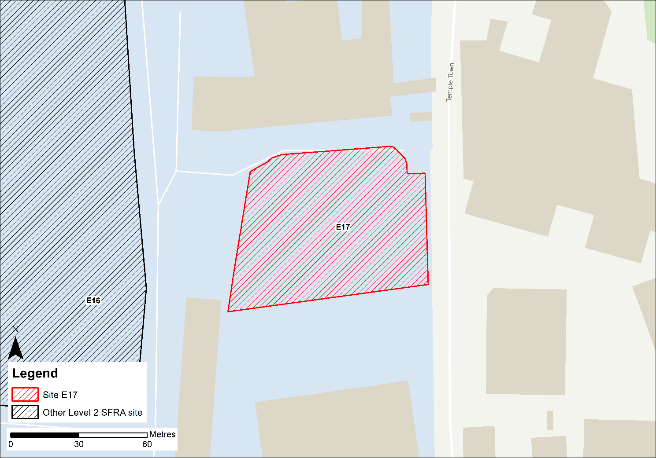 Temple Road
E17
E16
N
Legend
Site E17
Other Level 2 SFRA site
Metres
0 30 60